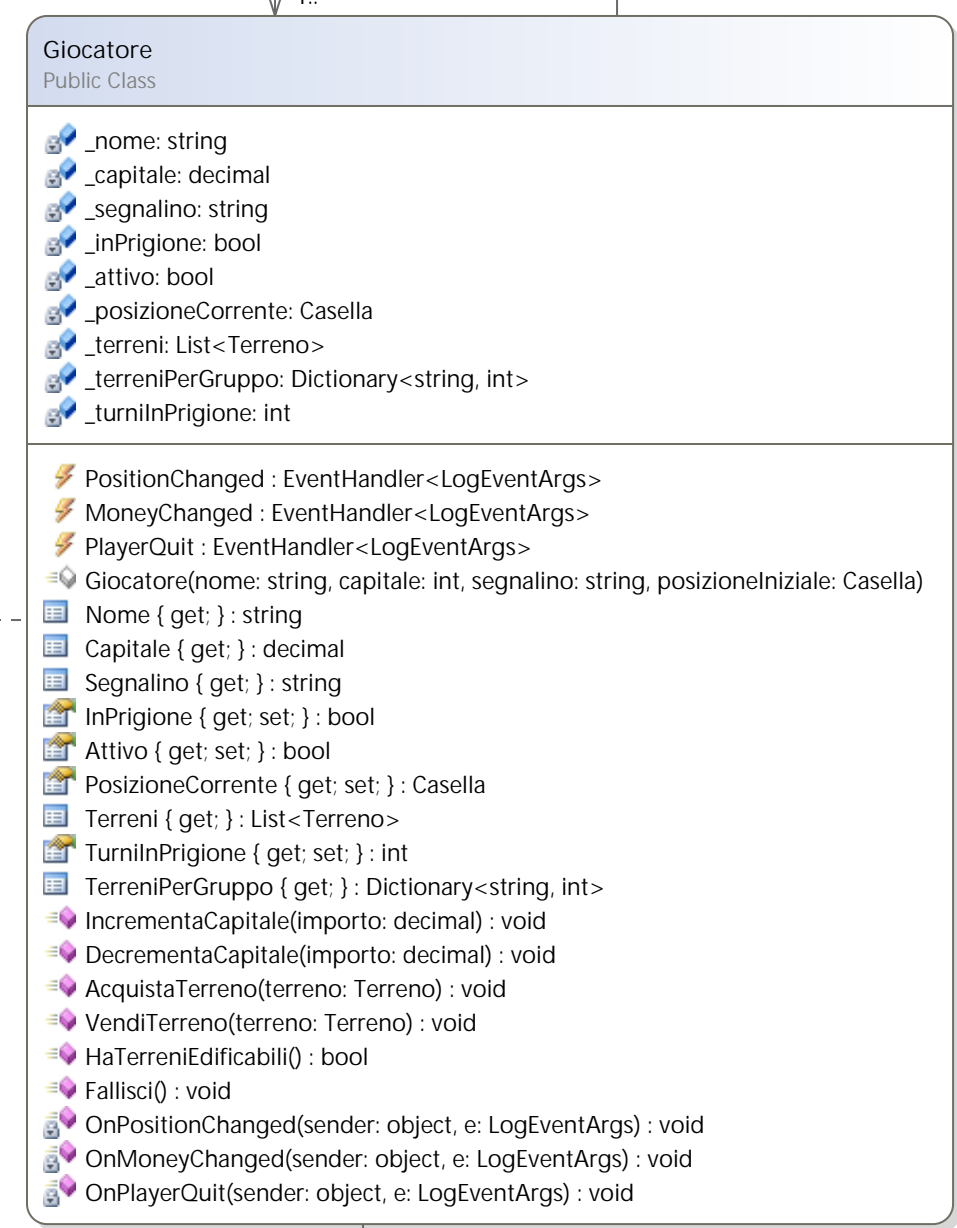 1..
Giocatore
Public Class
_nome: string
_capitale: decimal
_segnalino: string
_inPrigione: bool
_attivo: bool
_posizioneCorrente: Casella
_terreni: List<Terreno>
_terreniPerGruppo: Dictionary<string, int>
_turniInPrigione: int
PositionChanged : EventHandler<LogEventArgs>
MoneyChanged : EventHandler<LogEventArgs>
PlayerQuit : EventHandler<LogEventArgs>
Giocatore(nome: string, capitale: int, segnalino: string, posizioneIniziale: Casella)
Nome { get; } : string
Capitale { get; } : decimal
Segnalino { get; } : string
InPrigione { get; set; } : bool
Attivo { get; set; } : bool
PosizioneCorrente { get; set; } : Casella
Terreni { get; } : List<Terreno>
TurniInPrigione { get; set; } : int
TerreniPerGruppo { get; } : Dictionary<string, int>
IncrementaCapitale(importo: decimal) : void
DecrementaCapitale(importo: decimal) : void
AcquistaTerreno(terreno: Terreno) : void
VendiTerreno(terreno: Terreno) : void
HaTerreniEdificabili() : bool
Fallisci() : void
OnPositionChanged(sender: object, e: LogEventArgs) : void
OnMoneyChanged(sender: object, e: LogEventArgs) : void
OnPlayerQuit(sender: object, e: LogEventArgs) : void